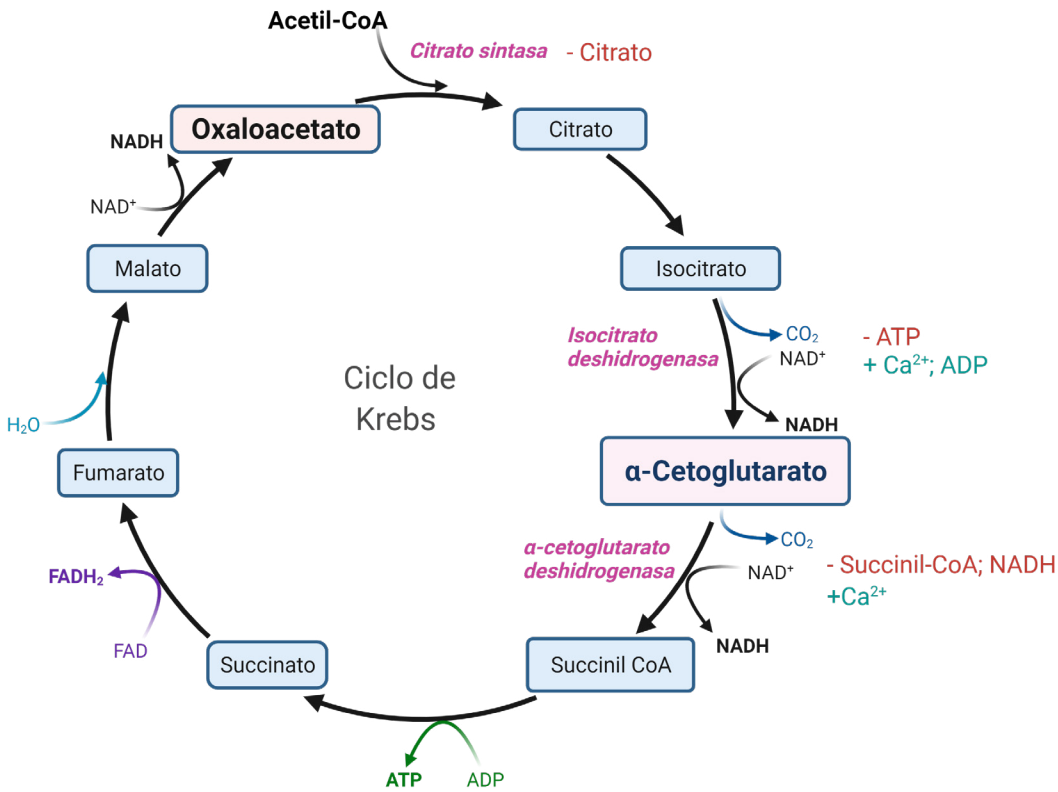 Acetil-CoA
Citrato sintasa - Citrato
Oxaloacetato
Citrato
NADH
NAD⁺
Malato
Isocitrato
Isocitrato
deshidrogenasa
CO₂
NAD⁺
NADH
- ATP
+ Ca²⁺; ADP
Ciclo de
Krebs
H₂O
Fumarato
α-Cetoglutarato
α-cetoglutarato
deshidrogenasa
CO₂
NAD⁺
NADH
- Succinil-CoA; NADH
+Ca²⁺
FADH₂
FAD
Succinato
Succinil CoA
ATP
ADP